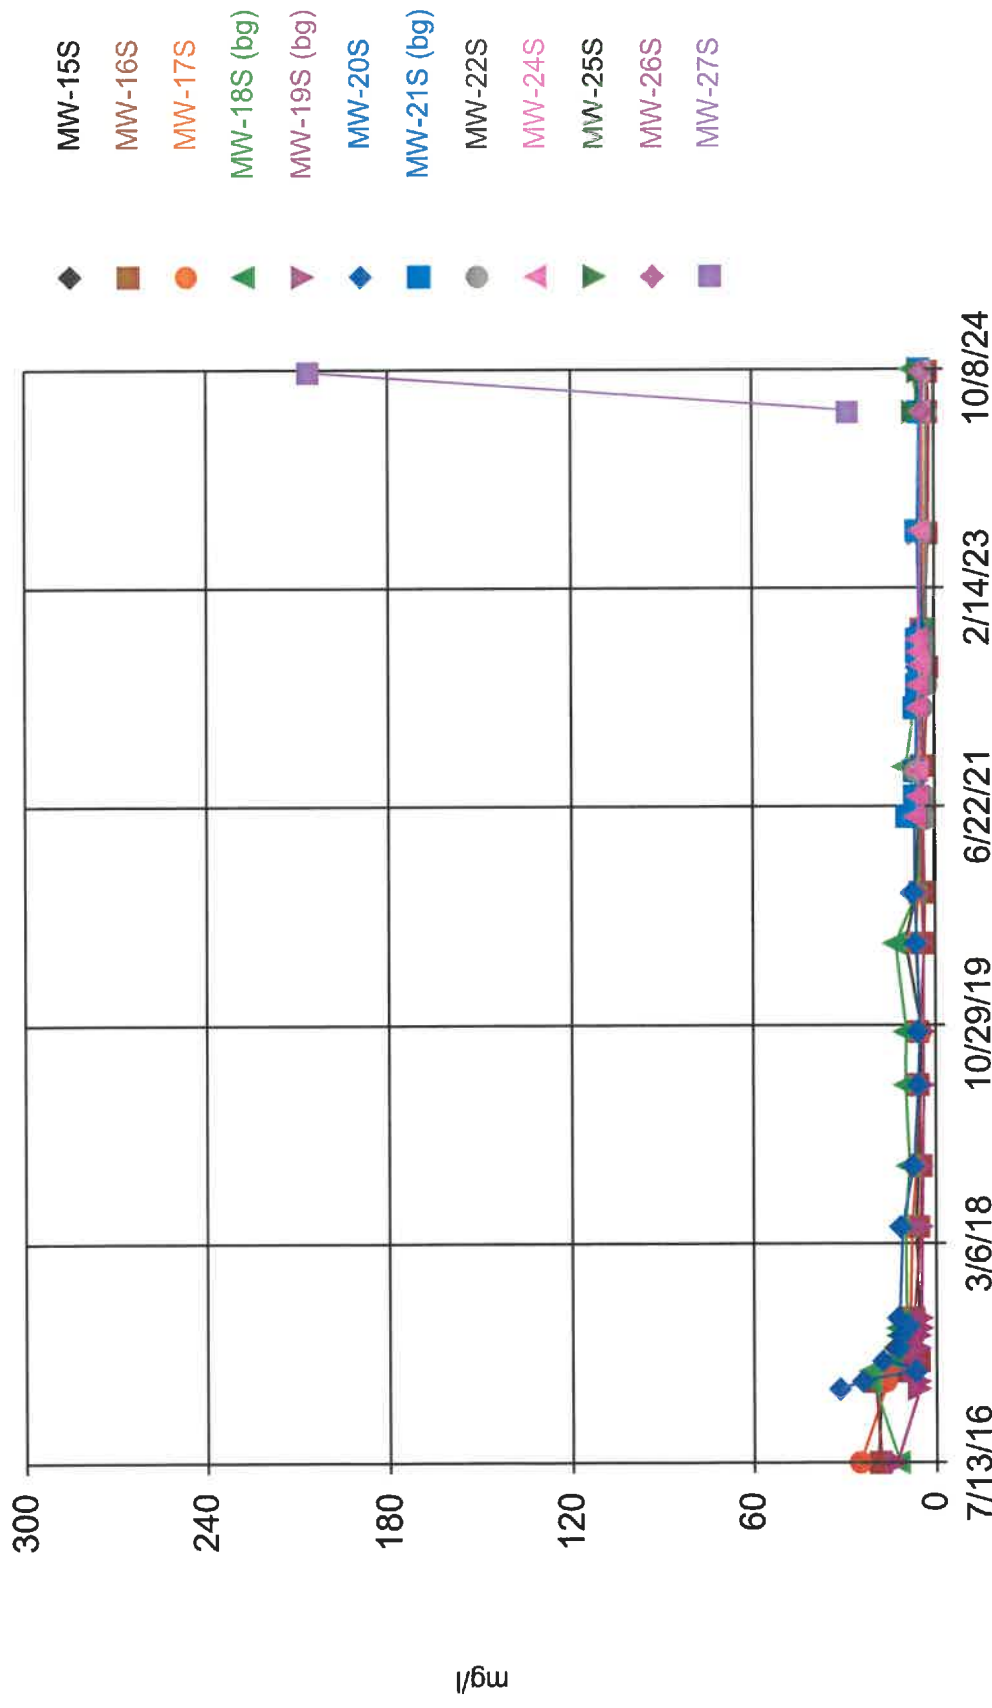 mg/l
300
240
180
120
60
0
7/13/16
3/6/18
10/29/19
6/22/21
2/14/23
10/8/24
MW-15S
MW-16S
MW-17S
MW-18S (bg)
MW-19S (bg)
MW-20S
MW-21S (bg)
MW-22S
MW-24S
MW-25S
MW-26S
MW-27S